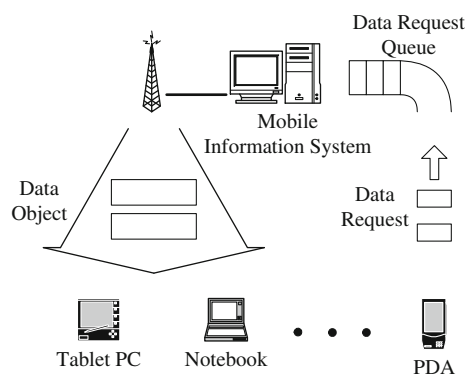 Data Request
Queue
Mobile
Information System
Data
Object
Data
Request
Tablet PC
Notebook
PDA